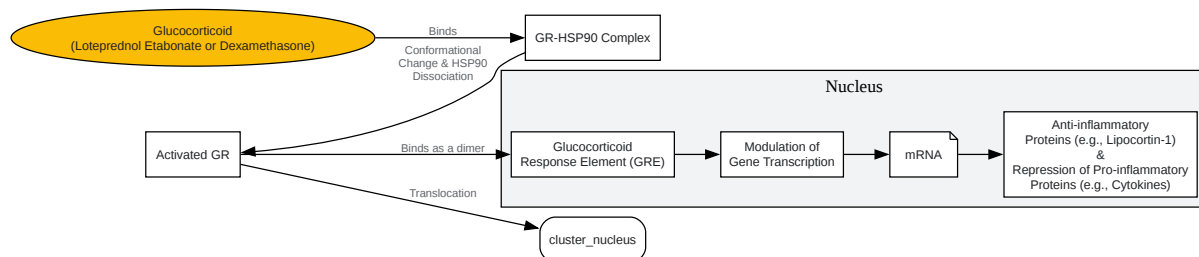 Glucocorticoid
(Loteprednol Etabonate or Dexamethasone)
Binds
GR-HSP90 Complex
Conformational
Change & HSP90
Dissociation
Nucleus
Activated GR
Binds as a dimer
Glucocorticoid
Response Element (GRE)
Modulation of
Gene Transcription
mRNA
Anti-inflammatory
Proteins (e.g., Lipocortin-1)
&
Repression of Pro-inflammatory
Proteins (e.g., Cytokines)
Translocation
cluster_nucleus